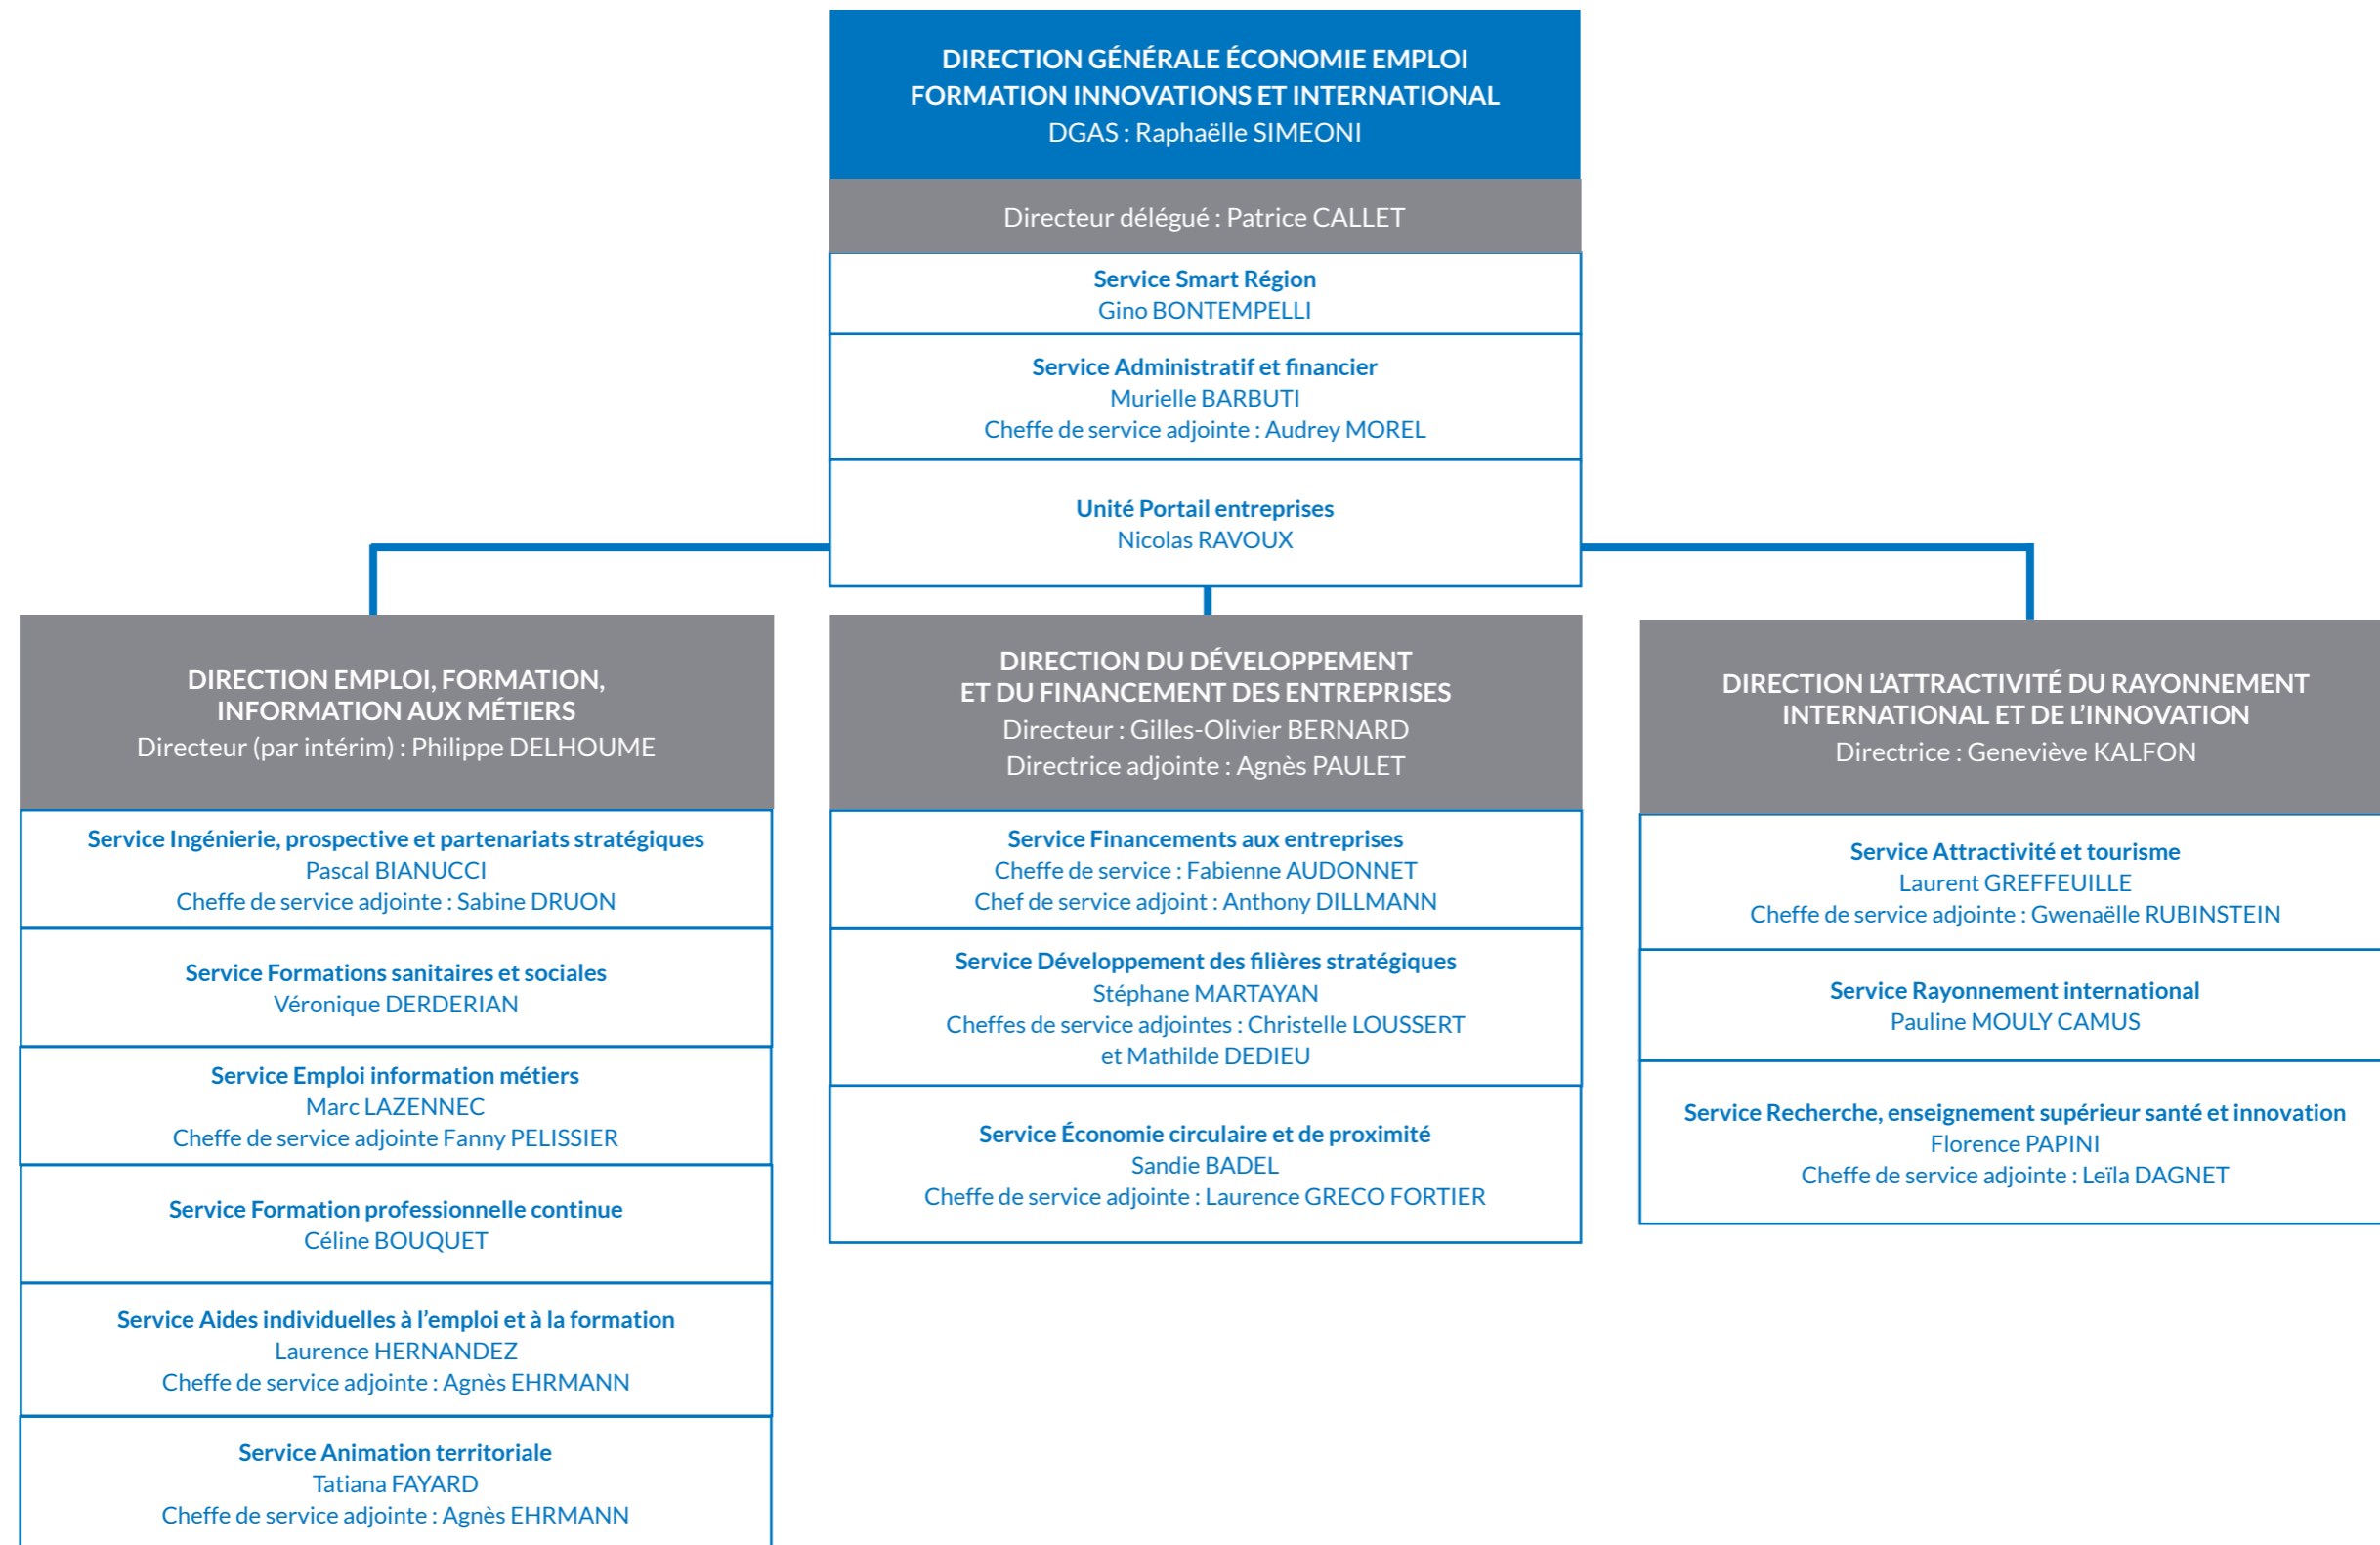 DIRECTION GÉNÉRALE ÉCONOMIE EMPLOI
FORMATION INNOVATIONS ET INTERNATIONAL
DGAS : Raphaëlle SIMEONI
Directeur délégué : Patrice CALLET
Service Smart Région
Gino BONTEMPELLI
Service Administratif et financier
Murielle BARBUTI
Cheffe de service adjointe : Audrey MOREL
Unité Portail entreprises
Nicolas RAVOUX
DIRECTION EMPLOI, FORMATION,
INFORMATION AUX MÉTIERS
Directeur (par intérim) : Philippe DELHOUME
Service Ingénierie, prospective et partenariats stratégiques
Pascal BIANUCCI
Cheffe de service adjointe : Sabine DRUON
Service Formations sanitaires et sociales
Véronique DERDERIAN
Service Emploi information métiers
Marc LAZENNEC
Cheffe de service adjointe Fanny PELISSIER
Service Formation professionnelle continue
Céline BOUQUET
Service Aides individuelles à l'emploi et à la formation
Laurence HERNANDEZ
Cheffe de service adjointe : Agnès EHRMANN
Service Animation territoriale
Tatiana FAYARD
Cheffe de service adjointe : Agnès EHRMANN
DIRECTION DU DÉVELOPPEMENT
ET DU FINANCEMENT DES ENTREPRISES
Directeur : Gilles-Olivier BERNARD
Directrice adjointe : Agnès PAULET
Service Financements aux entreprises
Cheffe de service : Fabienne AUDONNET
Chef de service adjoint : Anthony DILLMANN
Service Développement des filières stratégiques
Stéphane MARTAYAN
Cheffes de service adjointes : Christelle LOUSSERT
et Mathilde DEDIEU
Service Économie circulaire et de proximité
Sandie BADEL
Cheffe de service adjointe : Laurence GRECO FORTIER
DIRECTION L'ATTRACTIVITÉ DU RAYONNEMENT
INTERNATIONAL ET DE L'INNOVATION
Directrice : Geneviève KALFON
Service Attractivité et tourisme
Laurent GREFFEUILLE
Cheffe de service adjointe : Gwenaëlle RUBINSTEIN
Service Rayonnement international
Pauline MOULY CAMUS
Service Recherche, enseignement supérieur santé et innovation
Florence PAPINI
Cheffe de service adjointe : Leïla DAGNET